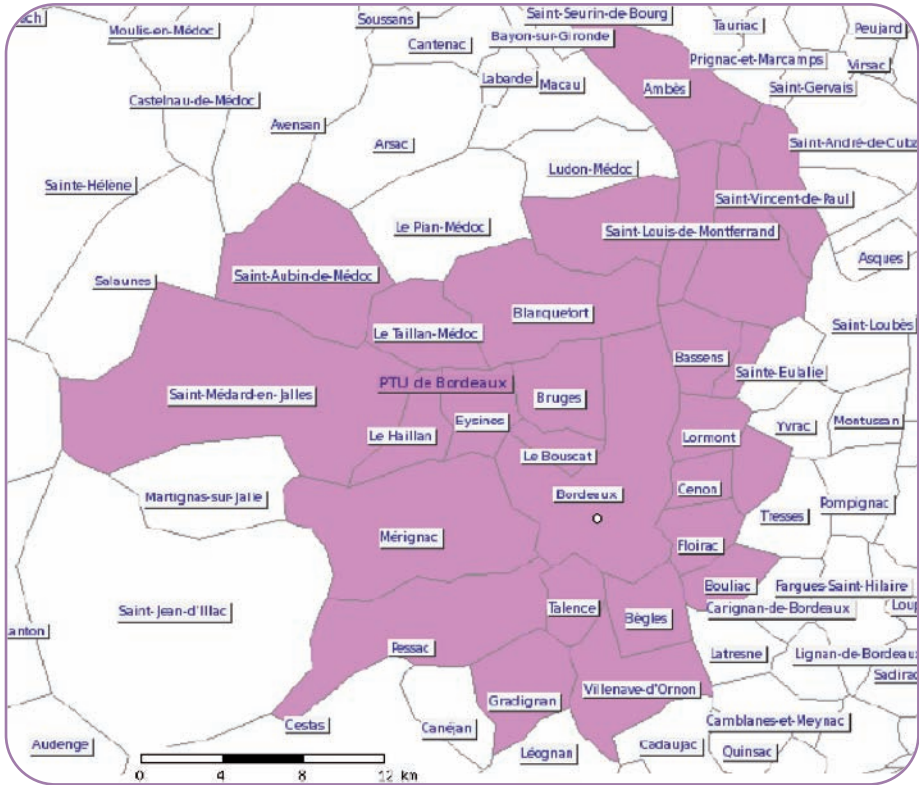 Saint-Seurin-de-Bourg
Soussans
Moulis-en-Médoc
Tauriac
Peujard
Bayon-sur-Gironde
Cantenac
Prignac-et-Marcamps
Virsac
Labarde
Macau
Ambès
Saint-Gervais
Castelnau-de-Médoc
Avensan
Arsac
Saint-André-de-Cubz
Ludon-Médoc
Sainte-Hélène
Saint-Vincent-de-Paul
Le Pian-Médoc
Saint-Louis-de-Montferrand
Asques
Saint-Aubin-de-Médoc
Salaunes
Blanquefort
Saint-Loubès
Le Taillan-Médoc
Bassens
Sainte-Eulalie
PTU de Bordeaux
Saint-Médard-en-Jalles
Bruges
Eysines
Montussan
Yvrac
Le Haillan
Lormont
Le Bouscat
Cenon
Bordeaux
Martignas-sur-Jalle
Pompignac
Tresses
Mérignac
Floirac
Bouliac
Fargues-Saint-Hilaire
Talence
Carignan-de-Bordeaux
Loup
Saint-Jean-d'Illac
Bègles
anton
Pessac
Latresne
Lignan-de-Bordeaux
Sadirac
Villenave-d'Ornon
Gradignan
Cestas
Canéjan
Camblanes-et-Meynac
Audenge
Cadaujac
Quinsac
Léognan
0 4 8 12 km